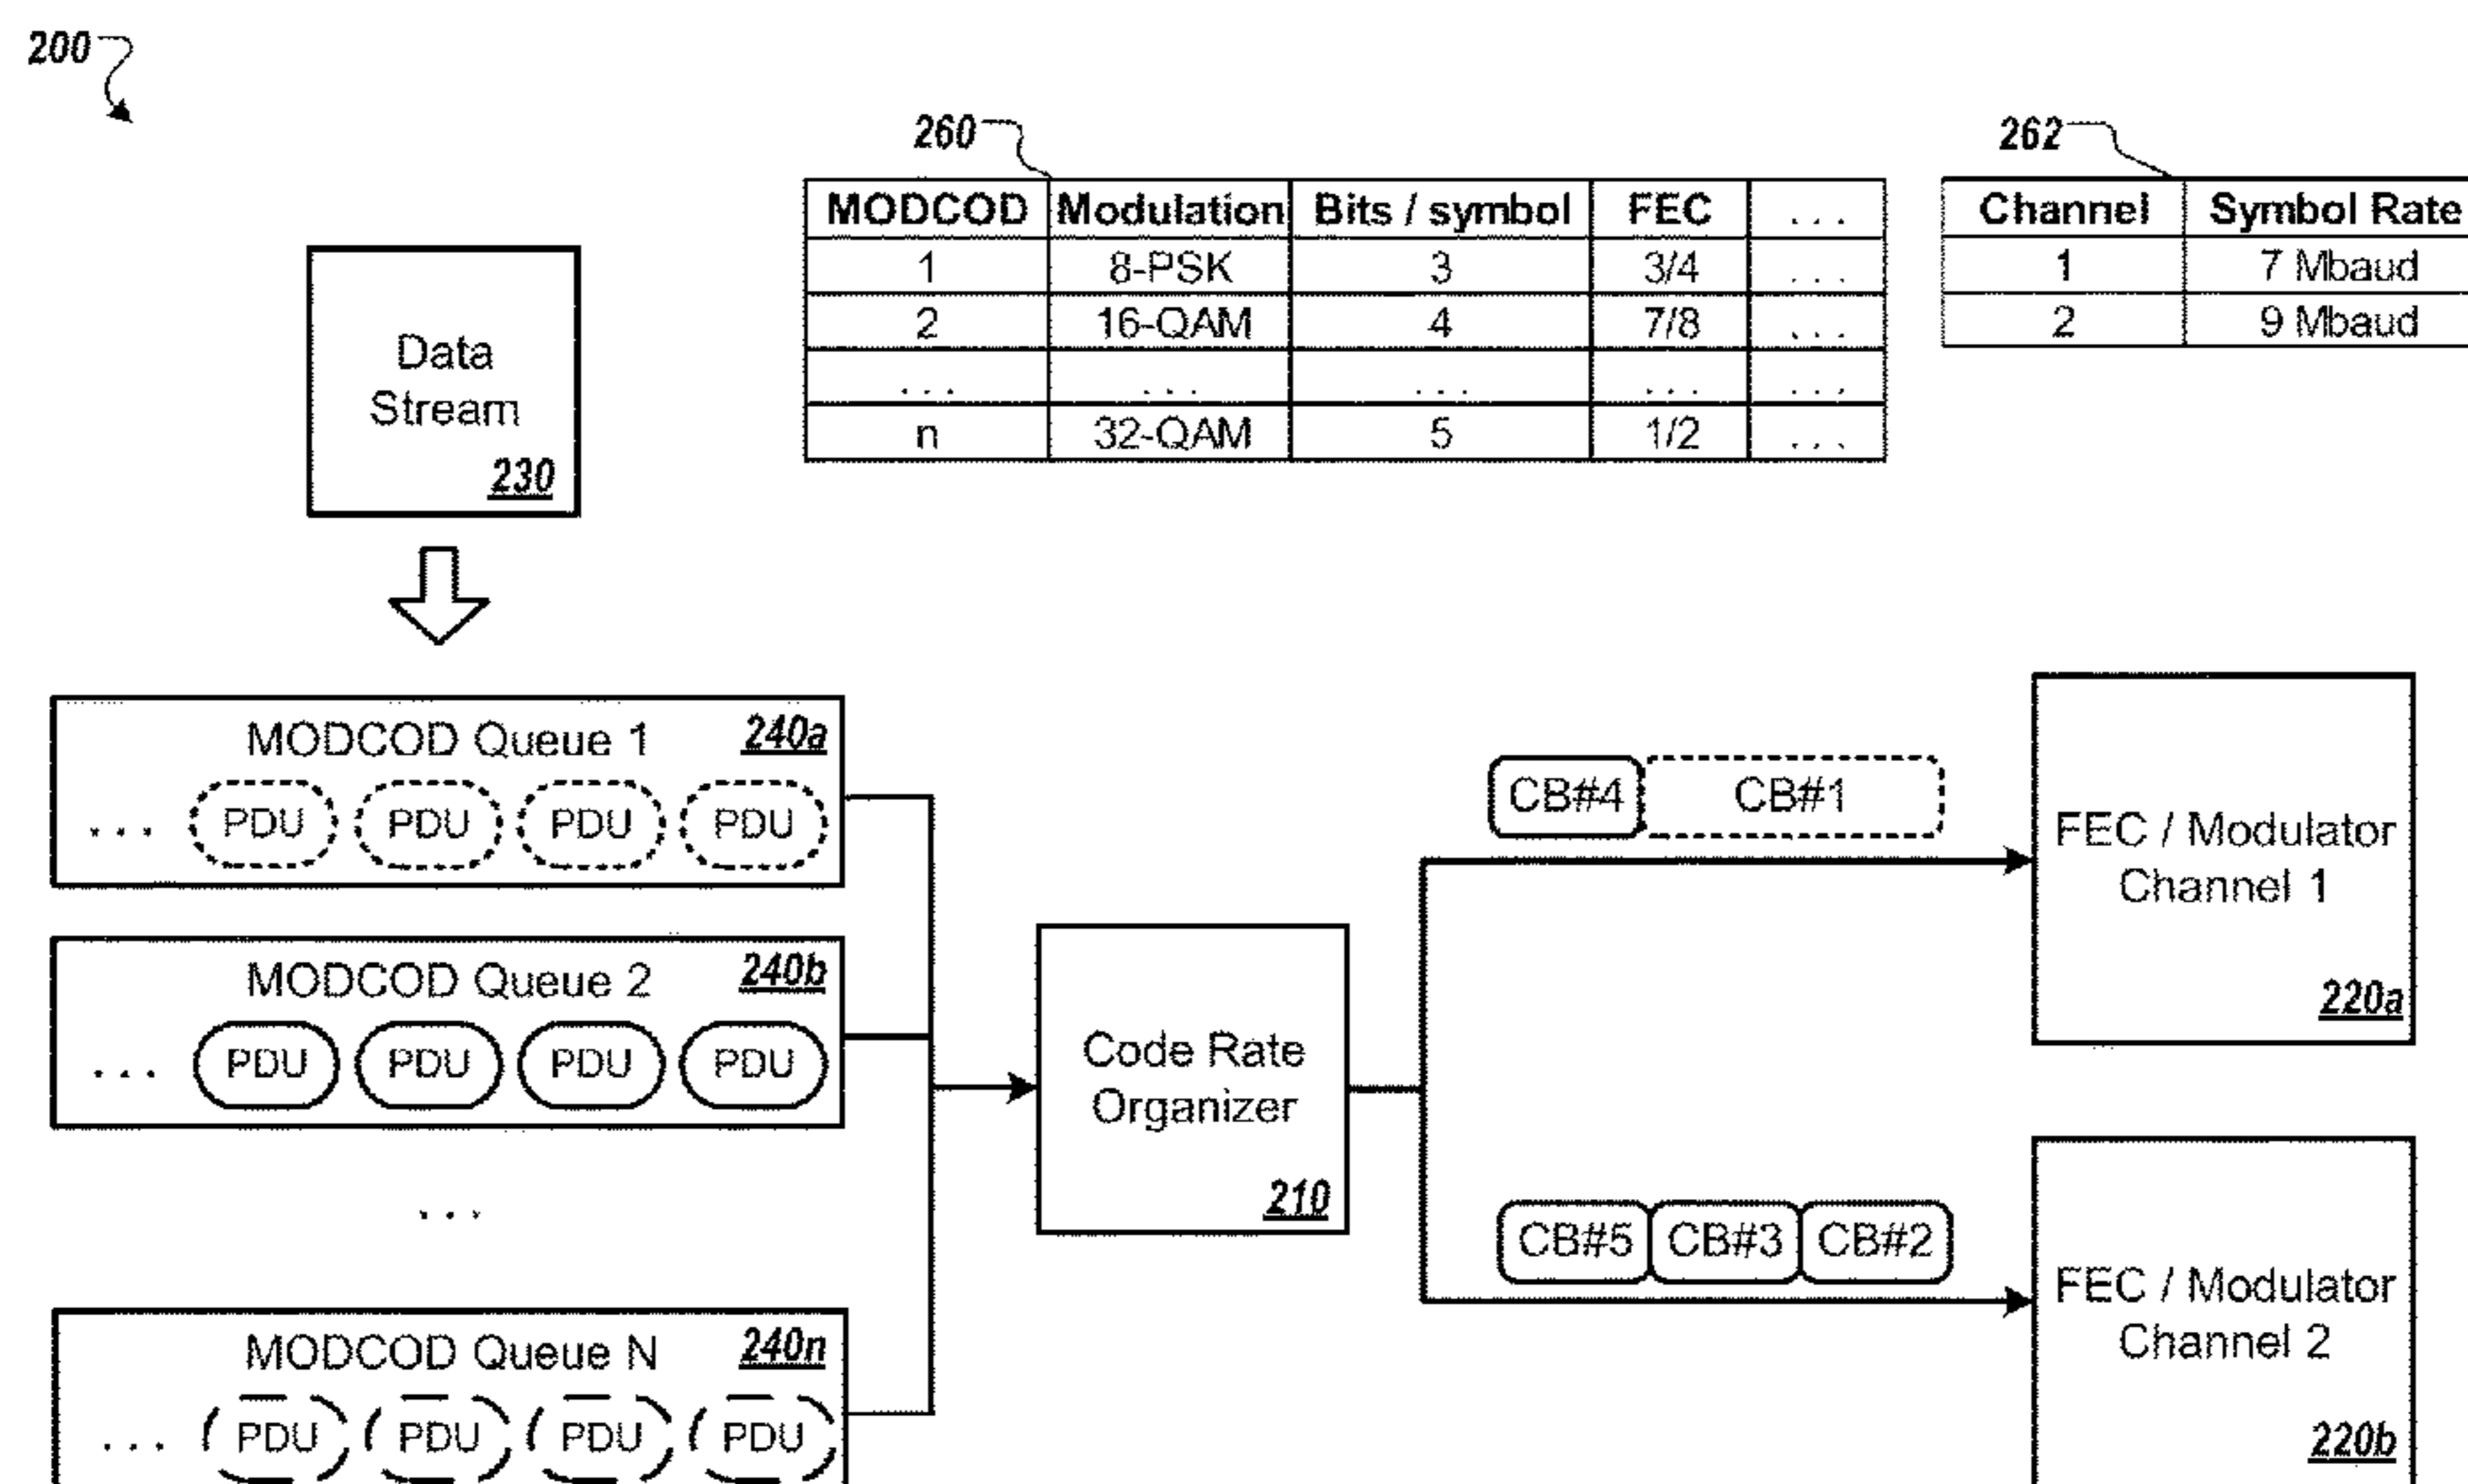 200
260
MODCOD Modulation Bits / symbol FEC ...
1 8-PSK 3 3/4 ...
2 16-QAM 4 7/8 ...
... ... ... ... ...
n 32-QAM 5 1/2 ...
262
Channel Symbol Rate
1 7 Mbaud
2 9 Mbaud
Data
Stream
230
MODCOD Queue 1 240a
... PDU PDU PDU PDU
MODCOD Queue 2 240b
... PDU PDU PDU PDU
...
MODCOD Queue N 240n
... PDU PDU PDU PDU
Code Rate
Organizer
210
CB#4 CB#1
FEC / Modulator
Channel 1
220a
CB#5 CB#3 CB#2
FEC / Modulator
Channel 2
220b